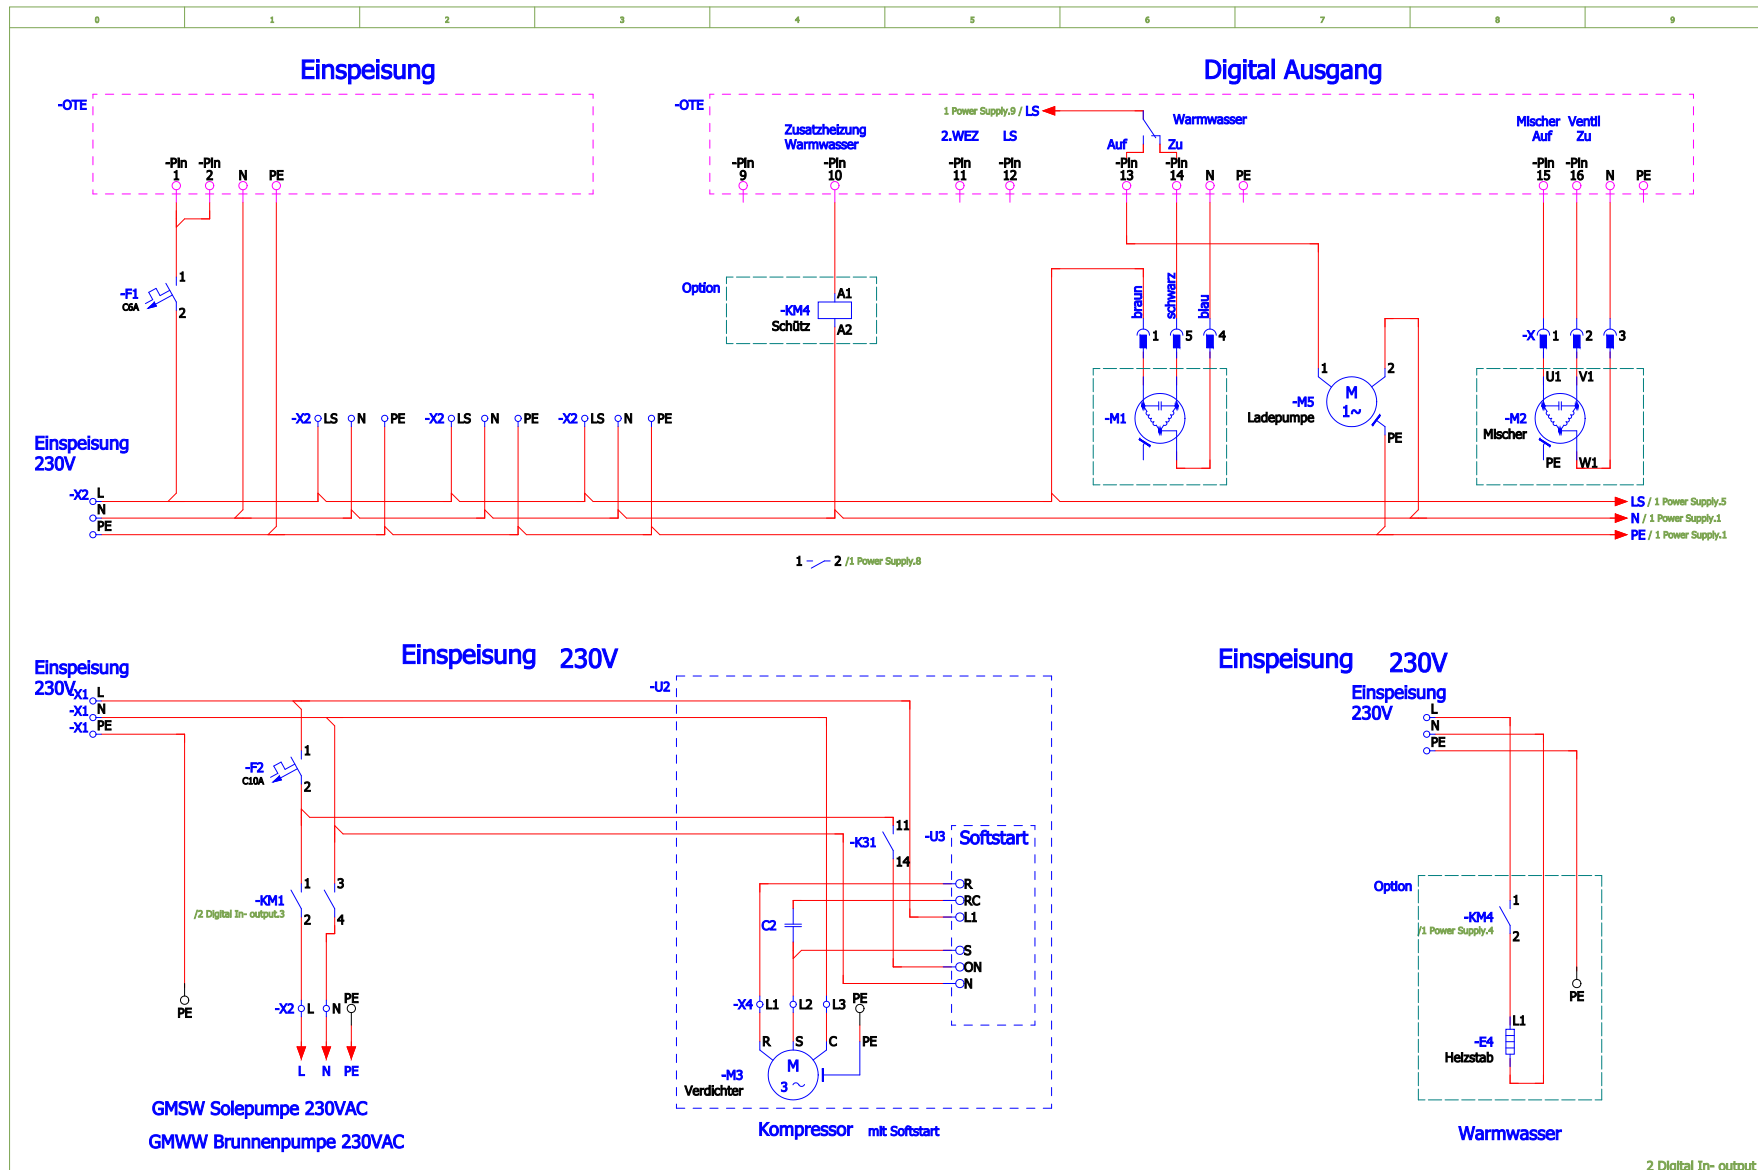 0 1 2 3 4 5 6 7 8 9
Einspeisung
Digital Ausgang
-OTE
-Pin 1
-Pin 2
N
PE
-OTE
1 Power Supply.9 / LS
Zusatzheizung
Warmwasser
2.WEZ LS
Auf
Zu
Warmwasser
Mischer Ventil
Auf Zu
-Pin 9
-Pin 10
-Pin 11
-Pin 12
-Pin 13
-Pin 14
N
PE
-Pin 15
-Pin 16
N
PE
-F1
C6A
1
2
Option
-KM4
Schütz
A1
A2
braun
schwarz
blau
1 5 4
-X 1 2 3
-M1
-M5
Ladepumpe
M
1~
1
2
PE
-M2
Mischer
U1 V1
PE W1
-X2 LS N PE
-X2 LS N PE
-X2 LS N PE
Einspeisung
230V
-X2 L
N
PE
LS / 1 Power Supply.5
N / 1 Power Supply.1
PE / 1 Power Supply.1
1 2 /1 Power Supply.8
Einspeisung 230V
Einspeisung
230V
-X1 L
-X1 N
-X1 PE
-F2
C10A
1
2
-KM1
/2 Digital In- output.3
1
2
3
4
PE
-X2 L N PE
L N PE
GMSW Solepumpe 230VAC
GMWW Brunnenpumpe 230VAC
-U2
-K31
11
14
-U3
Softstart
R
RC
L1
S
ON
N
C2
-X4 L1 L2 L3 PE
R S C PE
-M3
Verdichter
M
3 ~
Kompressor mit Softstart
Einspeisung 230V
Einspeisung
230V
L
N
PE
Option
-KM4
/1 Power Supply.4
1
2
PE
L1
-E4
Heizstab
Warmwasser
2 Digital In- output